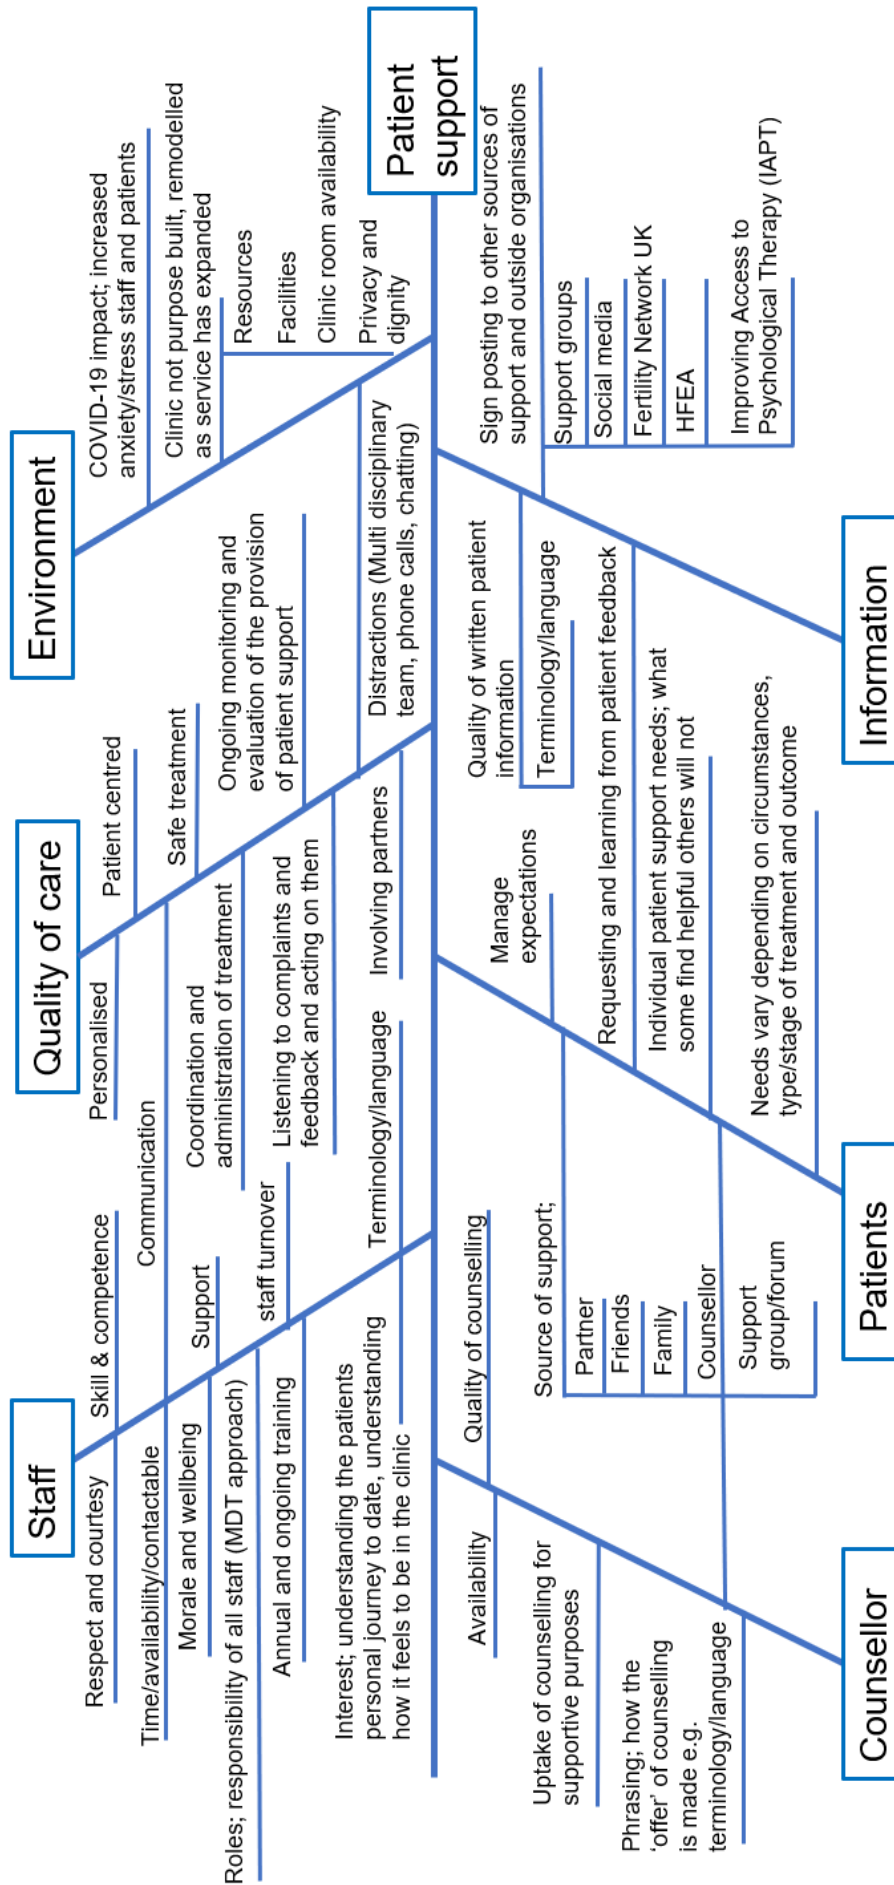 Staff
Respect and courtesy
Skill & competence
Time/availability/contactable
Morale and wellbeing
Support
Roles; responsibility of all staff (MDT approach)
staff turnover
Annual and ongoing training
Terminology/language
Interest; understanding the patients
personal journey to date, understanding
how it feels to be in the clinic
Quality of care
Personalised
Patient centred
Communication
Safe treatment
Coordination and
administration of treatment
Ongoing monitoring and
evaluation of the provision
of patient support
Listening to complaints and
feedback and acting on them
Involving partners
Distractions (Multi disciplinary
team, phone calls, chatting)
Environment
COVID-19 impact; increased
anxiety/stress staff and patients
Clinic not purpose built, remodelled
as service has expanded
Resources
Facilities
Clinic room availability
Privacy and
dignity
Patient
support
Quality of counselling
Availability
Uptake of counselling for
supportive purposes
Phrasing; how the
‘offer’ of counselling
is made e.g.
terminology/language
Counsellor
Manage
expectations
Source of support;
Partner
Friends
Family
Counsellor
Support
group/forum
Requesting and learning from patient feedback
Individual patient support needs; what
some find helpful others will not
Needs vary depending on circumstances,
type/stage of treatment and outcome
Patients
Quality of written patient
information
Terminology/language
Sign posting to other sources of
support and outside organisations
Support groups
Social media
Fertility Network UK
HFEA
Improving Access to
Psychological Therapy (IAPT)
Information